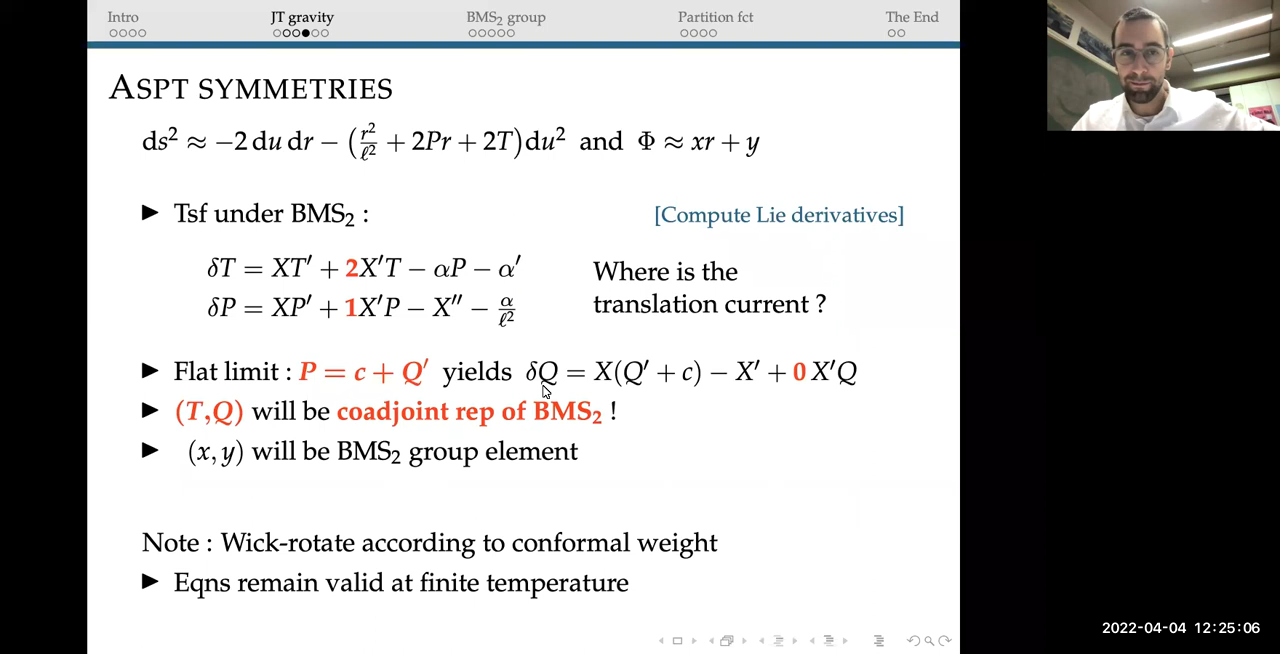 Intro JT gravity BMS₂ group Partition fct The End
ASPT SYMMETRIES
ds² ≈ −2 du dr − (r²/ℓ² + 2Pr + 2T)du² and Φ ≈ xr + y
► Tsf under BMS₂ : [Compute Lie derivatives]
δT = XT′ + 2X′T − αP − α′ Where is the
δP = XP′ + 1X′P − X″ − α/ℓ² translation current ?
► Flat limit : P = c + Q′ yields δQ = X(Q′ + c) − X′ + 0 X′Q
► (T,Q) will be coadjoint rep of BMS₂ !
► (x, y) will be BMS₂ group element
Note : Wick-rotate according to conformal weight
► Eqns remain valid at finite temperature
2022-04-04 12:25:06